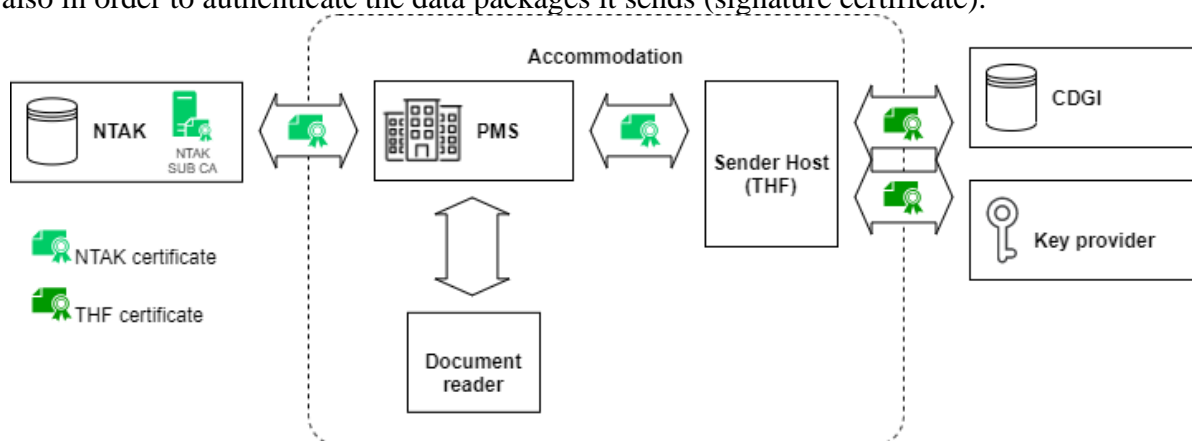 also in order to authenticate the data packages it sends (signature certificate).
Accommodation
NTAK
NTAK
SUB CA
PMS
Sender Host
(THF)
CDGI
Key provider
NTAK certificate
THF certificate
Document
reader